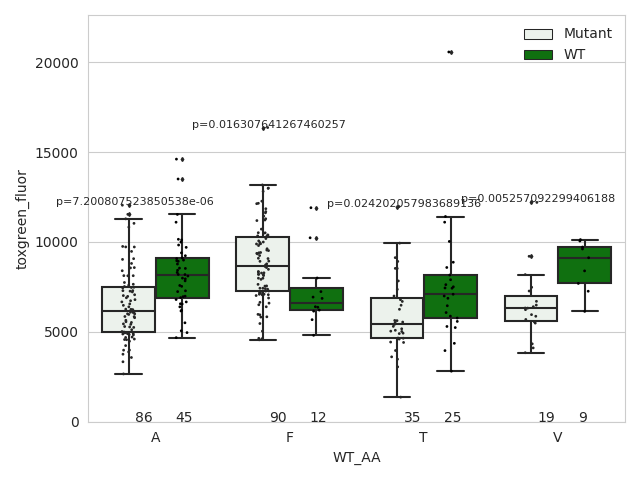 Mutant
WT
20000
15000
10000
5000
0
toxgreen_fluor
p=7.200807523850538e-06
p=0.016307641267460257
p=0.024202057983689136
p=0.005257092299406188
86 45 90 12 35 25 19 9
A F T V
WT_AA